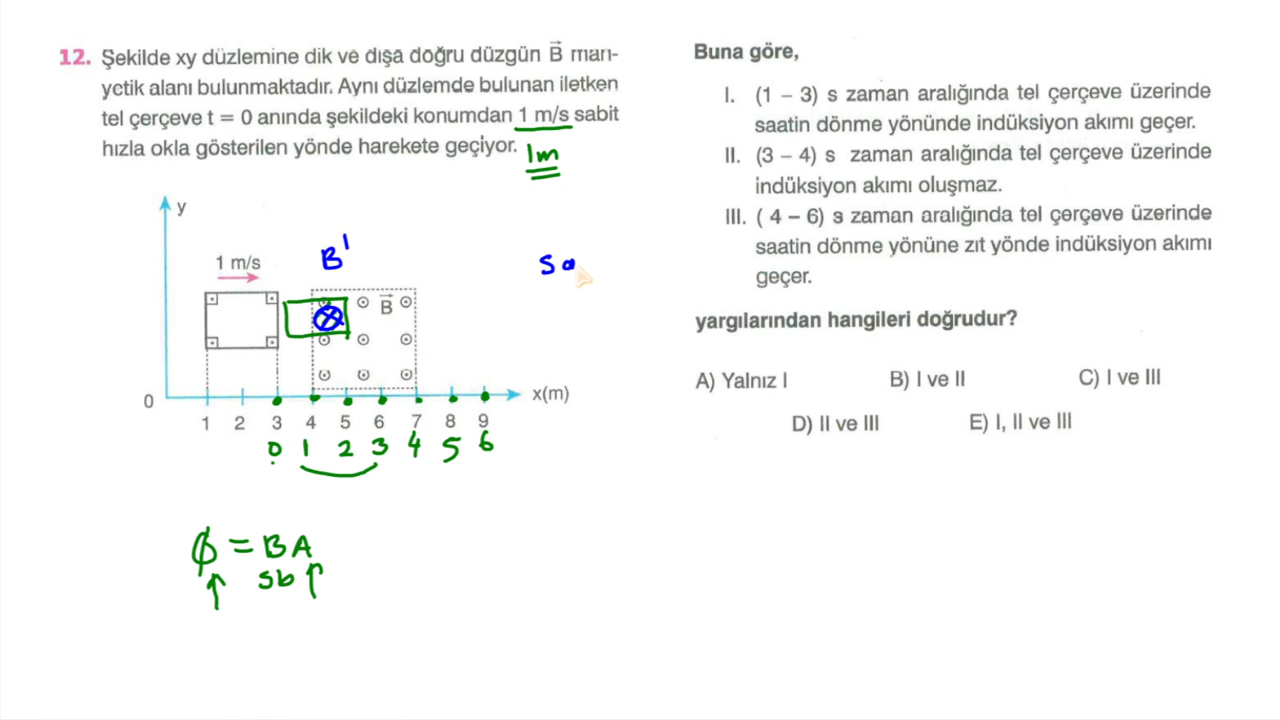 12. Şekilde xy düzlemine dik ve dışa doğru düzgün B man-
yetik alanı bulunmaktadır. Aynı düzlemde bulunan iletken
tel çerçeve t = 0 anında şekildeki konumdan 1 m/s sabit
hızla okla gösterilen yönde harekete geçiyor.
1m
y
1 m/s
B'
B
0
x(m)
1 2 3 4 5 6 7 8 9
0 1 2 3 4 5 6
ϕ = BA
↑ sb ↑
Sa
Buna göre,
I. (1 – 3) s zaman aralığında tel çerçeve üzerinde
saatin dönme yönünde indüksiyon akımı geçer.
II. (3 – 4) s zaman aralığında tel çerçeve üzerinde
indüksiyon akımı oluşmaz.
III. ( 4 – 6) s zaman aralığında tel çerçeve üzerinde
saatin dönme yönüne zıt yönde indüksiyon akımı
geçer.
yargılarından hangileri doğrudur?
A) Yalnız I B) I ve II C) I ve III
D) II ve III E) I, II ve III